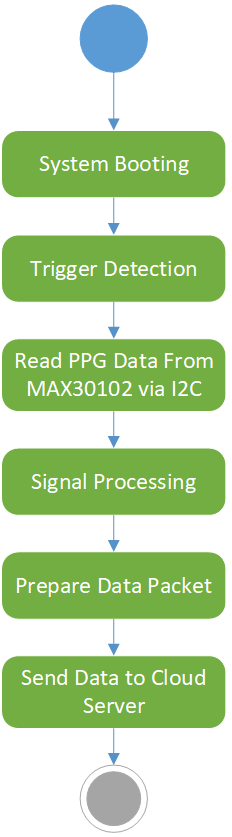 System Booting
Trigger Detection
Read PPG Data From
MAX30102 via I2C
Signal Processing
Prepare Data Packet
Send Data to Cloud
Server